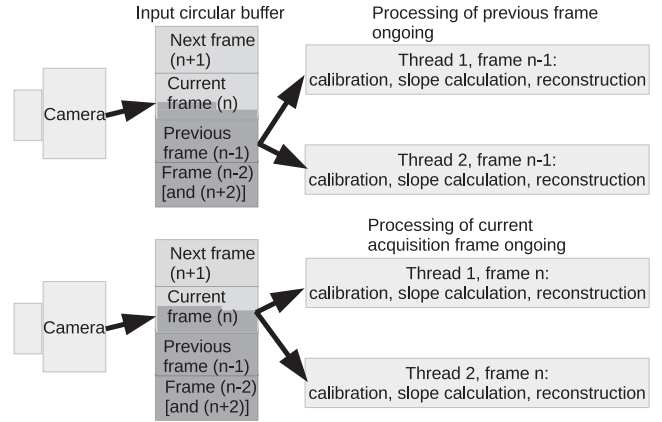 Input circular buffer
Processing of previous frame
ongoing
Next frame
(n+1)
Current
frame (n)
Previous
frame (n-1)
Frame (n-2)
[and (n+2)]
Camera
Thread 1, frame n-1:
calibration, slope calculation, reconstruction
Thread 2, frame n-1:
calibration, slope calculation, reconstruction
Processing of current
acquisition frame ongoing
Next frame
(n+1)
Current
frame (n)
Previous
frame (n-1)
Frame (n-2)
[and (n+2)]
Camera
Thread 1, frame n:
calibration, slope calculation, reconstruction
Thread 2, frame n:
calibration, slope calculation, reconstruction